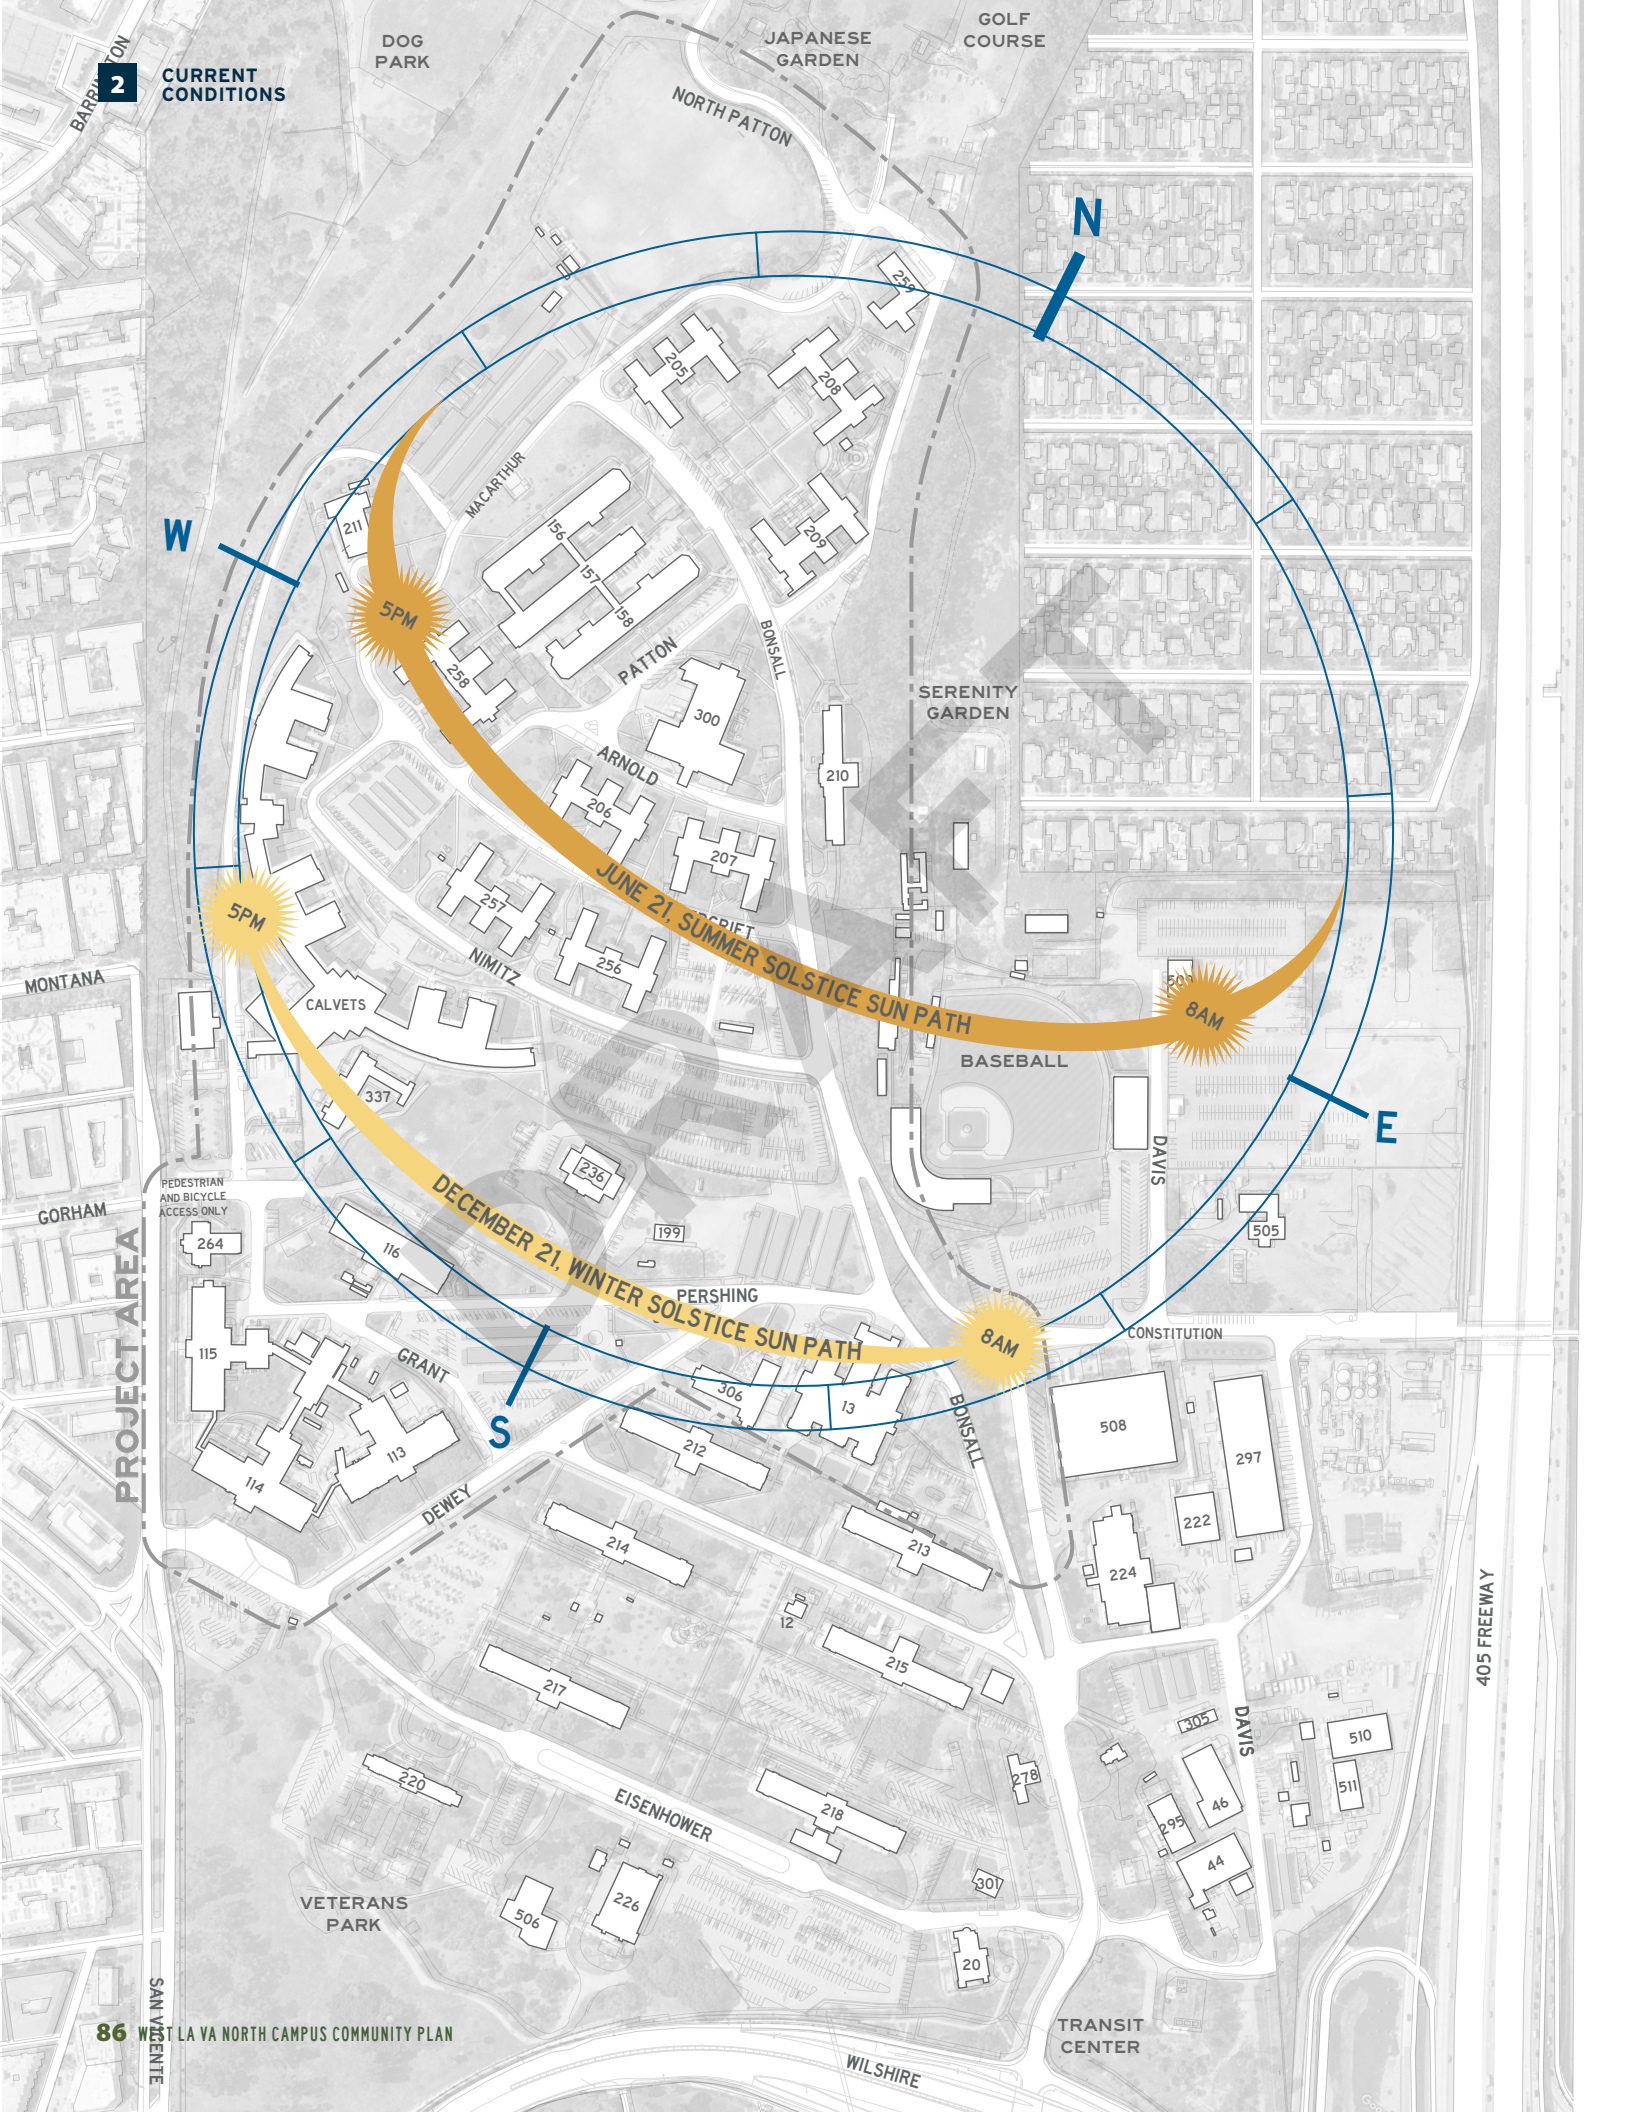 DOG
PARK
JAPANESE
GARDEN
GOLF
COURSE
2
CURRENT
CONDITIONS
BARRINGTON
NORTH PATTON
N
259
205
208
MACARTHUR
211
W
156
157
158
209
5PM
258
PATTON
BONSALL
300
SERENITY
GARDEN
ARNOLD
210
206
207
257
5PM
JUNE 21, SUMMER SOLSTICE SUN PATH
NIMITZ
256
MONTANA
CALVETS
8AM
BASEBALL
337
E
DAVIS
236
PEDESTRIAN
AND BICYCLE
ACCESS ONLY
GORHAM
264
DECEMBER 21, WINTER SOLSTICE SUN PATH
199
505
116
PERSHING
PROJECT AREA
115
GRANT
8AM
CONSTITUTION
306
13
S
BONSALL
508
297
212
113
114
DEWEY
222
214
213
224
12
215
217
405 FREEWAY
305
DAVIS
510
278
511
220
46
218
295
EISENHOWER
44
301
VETERANS
PARK
226
506
20
SAN VICENTE
86 WEST LA VA NORTH CAMPUS COMMUNITY PLAN
TRANSIT
CENTER
WILSHIRE
DRAFT